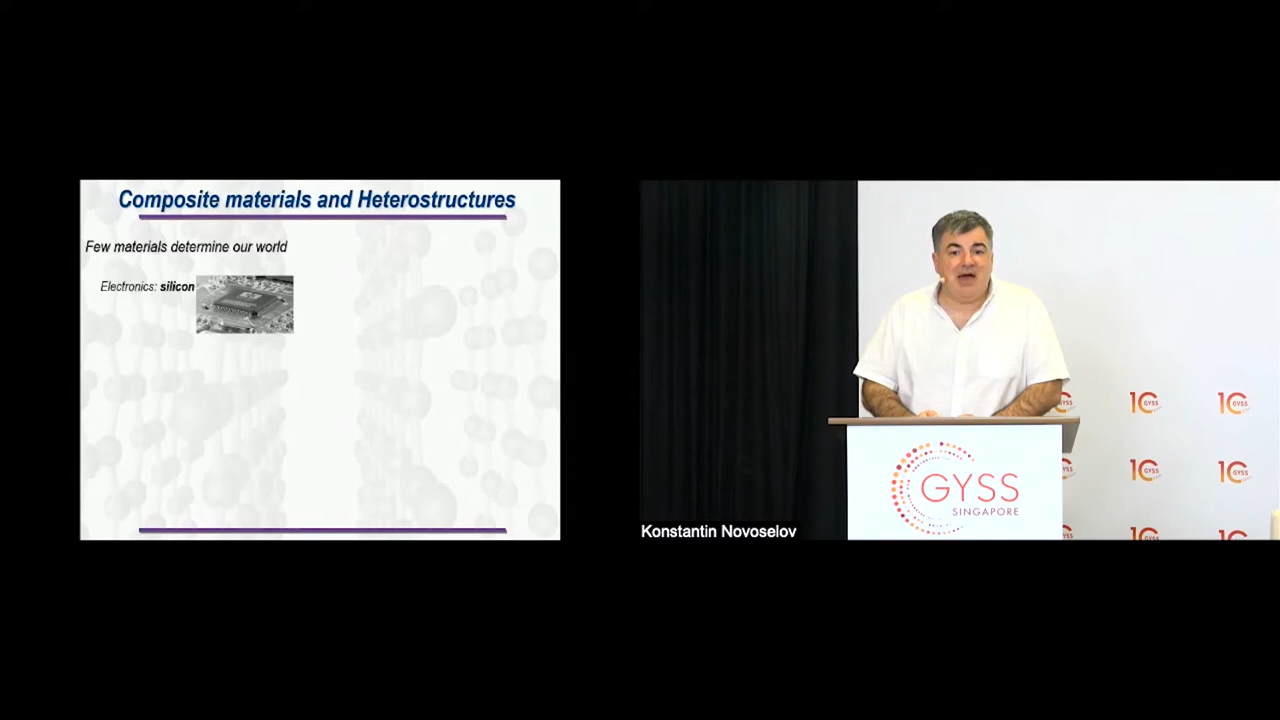 Composite materials and Heterostructures
Few materials determine our world
Electronics: silicon
GYSS
SINGAPORE
Konstantin Novoselov
10 GYSS
10 GYSS
10 GYSS
10 GYSS